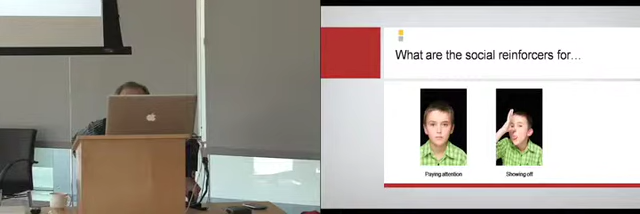 What are the social reinforcers for…
Paying attention
Showing off